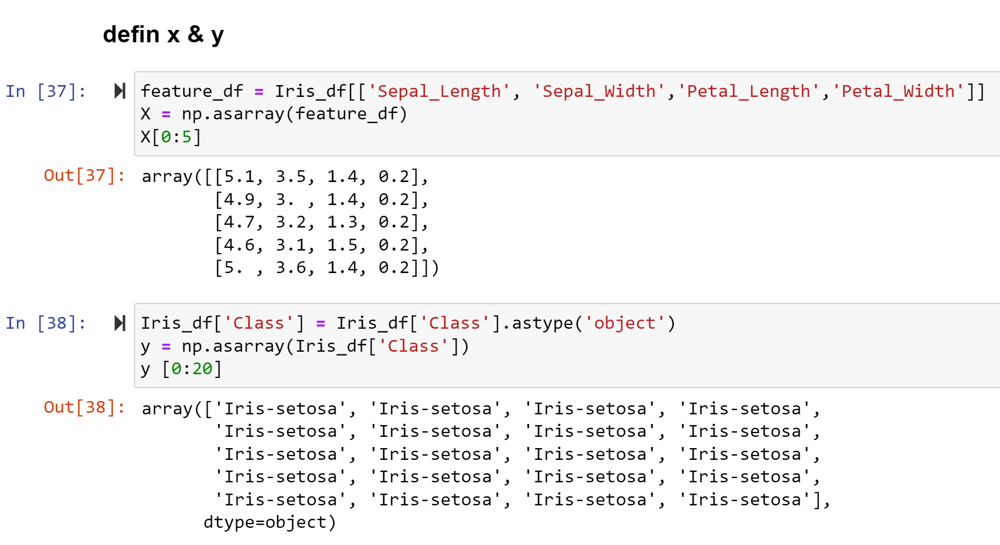 defin x & y
In [37]:
feature_df = Iris_df[['Sepal_Length', 'Sepal_Width','Petal_Length','Petal_Width']]
X = np.asarray(feature_df)
X[0:5]
Out[37]: array([[5.1, 3.5, 1.4, 0.2],
       [4.9, 3. , 1.4, 0.2],
       [4.7, 3.2, 1.3, 0.2],
       [4.6, 3.1, 1.5, 0.2],
       [5. , 3.6, 1.4, 0.2]])
In [38]:
Iris_df['Class'] = Iris_df['Class'].astype('object')
y = np.asarray(Iris_df['Class'])
y [0:20]
Out[38]: array(['Iris-setosa', 'Iris-setosa', 'Iris-setosa', 'Iris-setosa',
       'Iris-setosa', 'Iris-setosa', 'Iris-setosa', 'Iris-setosa',
       'Iris-setosa', 'Iris-setosa', 'Iris-setosa', 'Iris-setosa',
       'Iris-setosa', 'Iris-setosa', 'Iris-setosa', 'Iris-setosa',
       'Iris-setosa', 'Iris-setosa', 'Iris-setosa', 'Iris-setosa'],
      dtype=object)